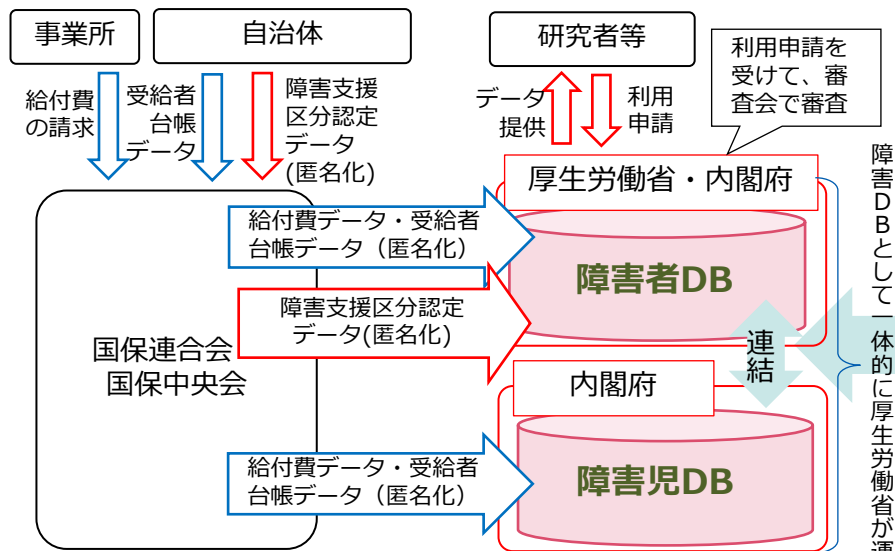 事業所
自治体
研究者等
利用申請を
受けて、審
査会で審査
給付費
の請求
受給者
台帳
データ
障害支援
区分認定
データ
(匿名化)
データ
提供
利用
申請
厚生労働省・内閣府
給付費データ・受給者
台帳データ（匿名化）
障害者DB
障害支援区分認定
データ(匿名化)
国保連合会
国保中央会
連結
内閣府
給付費データ・受給者
台帳データ（匿名化）
障害児DB
障害DBとして一体的に厚生労働省が運